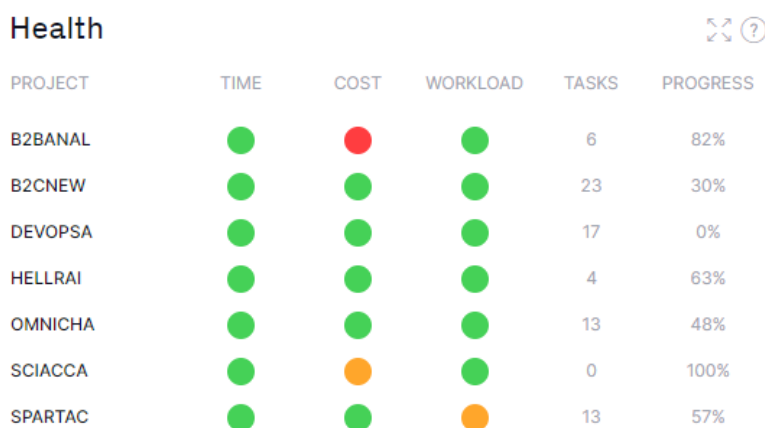 Health ?
PROJECT TIME COST WORKLOAD TASKS PROGRESS
B2BANAL 6 82%
B2CNEW 23 30%
DEVOPSA 17 0%
HELLRAI 4 63%
OMNICHA 13 48%
SCIACCA 0 100%
SPARTAC 13 57%